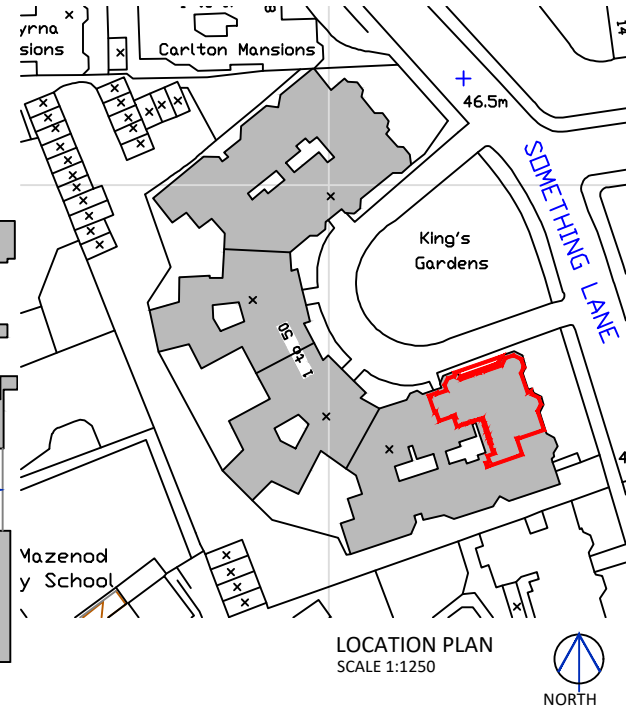 yrna
sions
Carlton Mansions
46.5m
SOMETHING LANE
King's
Gardens
1 to 50
Mazenod
y School
LOCATION PLAN
SCALE 1:1250
NORTH